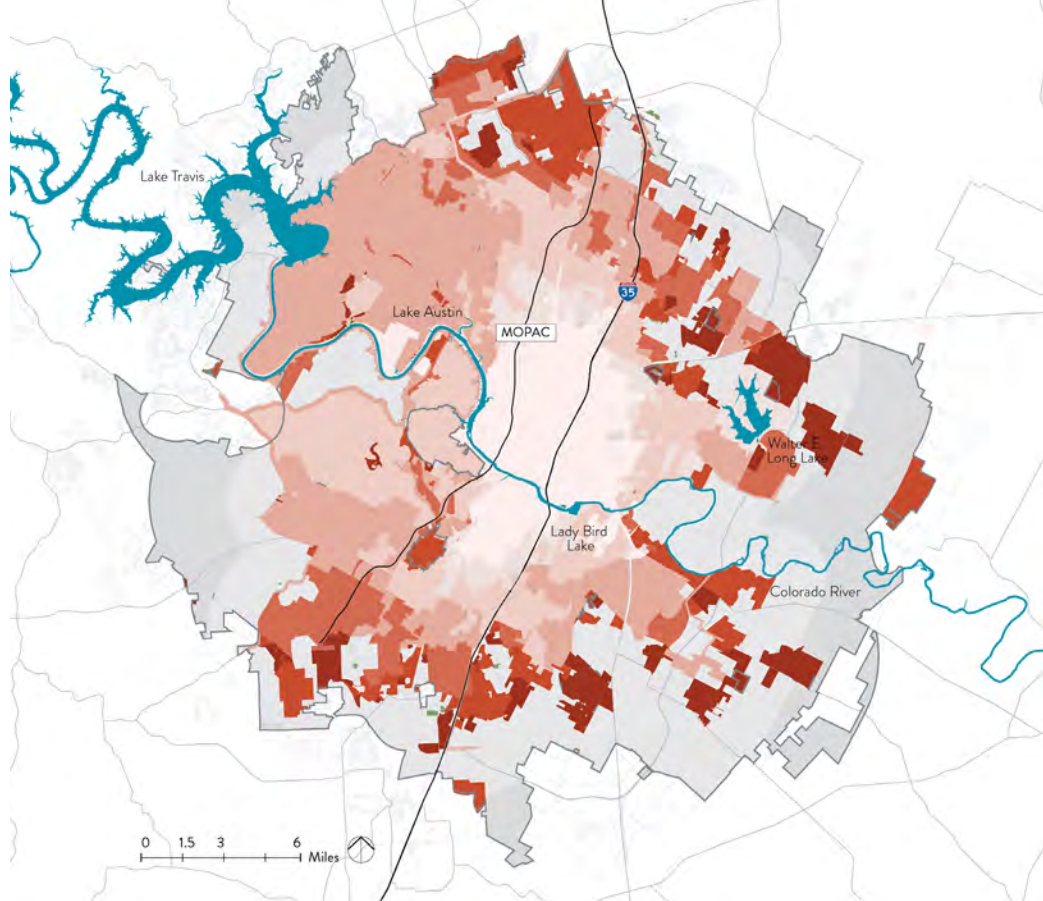 Lake Travis
Lake Austin
35
MOPAC
Walter E.
Long Lake
Lady Bird
Lake
Colorado River
0 1.5 3 6
Miles